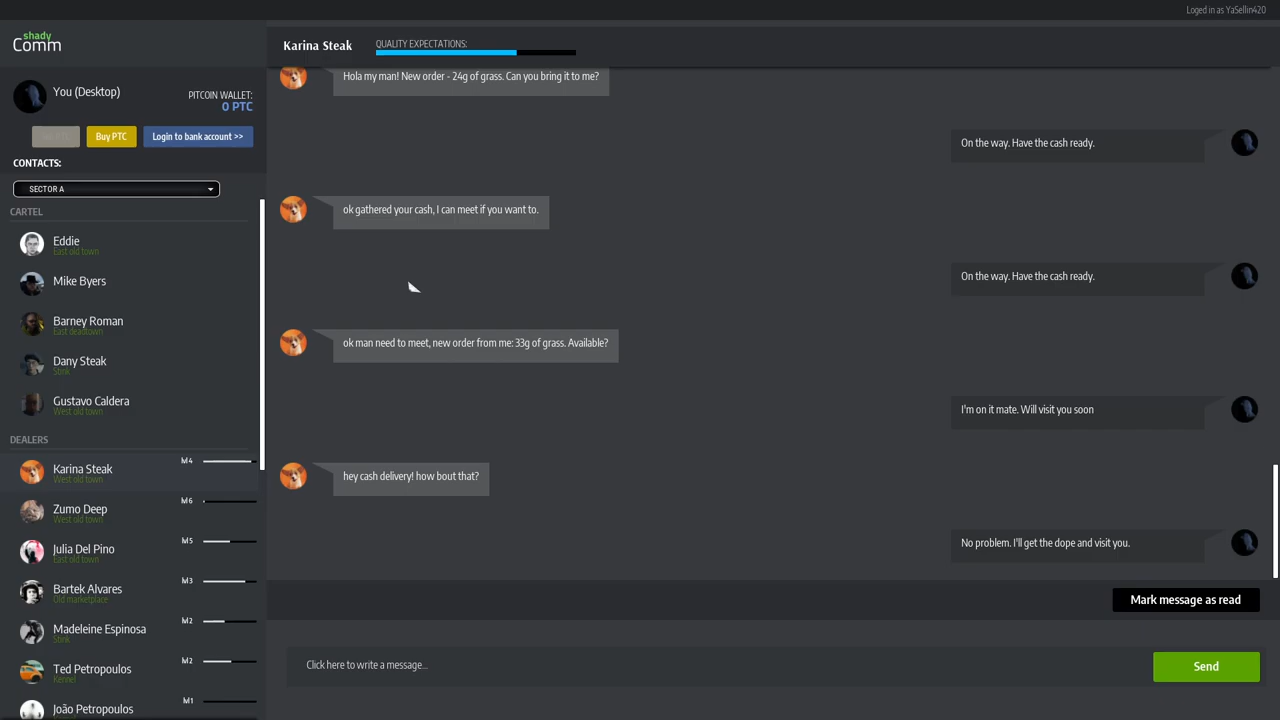 Loged in as YaSellin420
shady
Comm
Karina Steak
QUALITY EXPECTATIONS:
Hola my man! New order - 24g of grass. Can you bring it to me?
You (Desktop)
PITCOIN WALLET:
0 PTC
Buy PTC
Login to bank account >>
On the way. Have the cash ready.
CONTACTS:
SECTOR A
CARTEL
ok gathered your cash, I can meet if you want to.
Eddie
East old town
Mike Byers
On the way. Have the cash ready.
Barney Roman
East deadtown
ok man need to meet, new order from me: 33g of grass. Available?
Dany Steak
Strok
Gustavo Caldera
West old town
I'm on it mate. Will visit you soon
DEALERS
Karina Steak
West old town
M4
hey cash delivery! how bout that?
Zumo Deep
West old town
M6
Julia Del Pino
East old town
M5
No problem. I'll get the dope and visit you.
Bartek Alvares
Old marketplace
M3
Mark message as read
Madeleine Espinosa
M2
Ted Petropoulos
Kennel
M2
Click here to write a message...
Send
João Petropoulos
M1